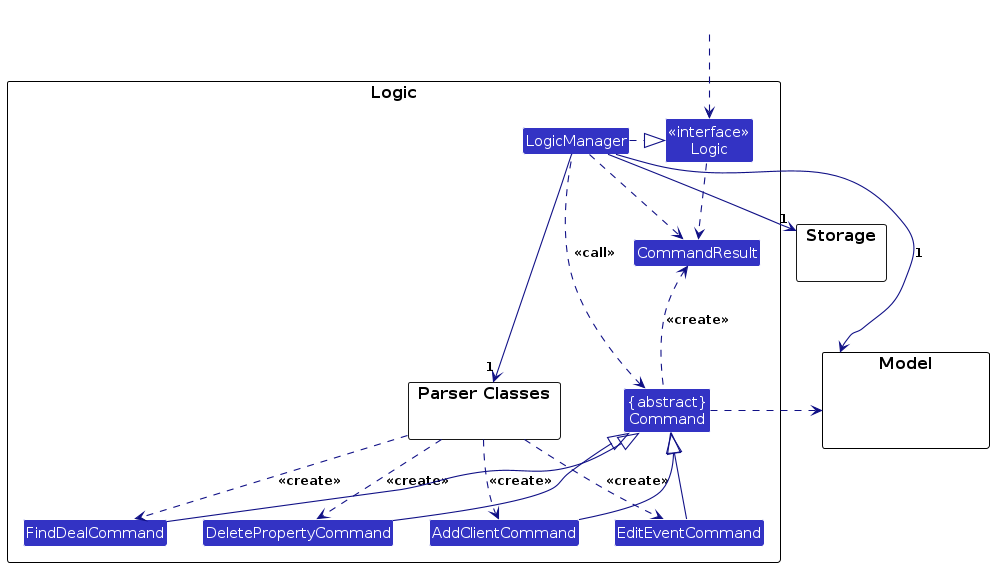 Logic
LogicManager
«interface»
Logic
1
Storage
«call»
CommandResult
1
«create»
1
Parser Classes
{abstract}
Command
Model
«create»
«create»
«create»
«create»
FindDealCommand
DeletePropertyCommand
AddClientCommand
EditEventCommand